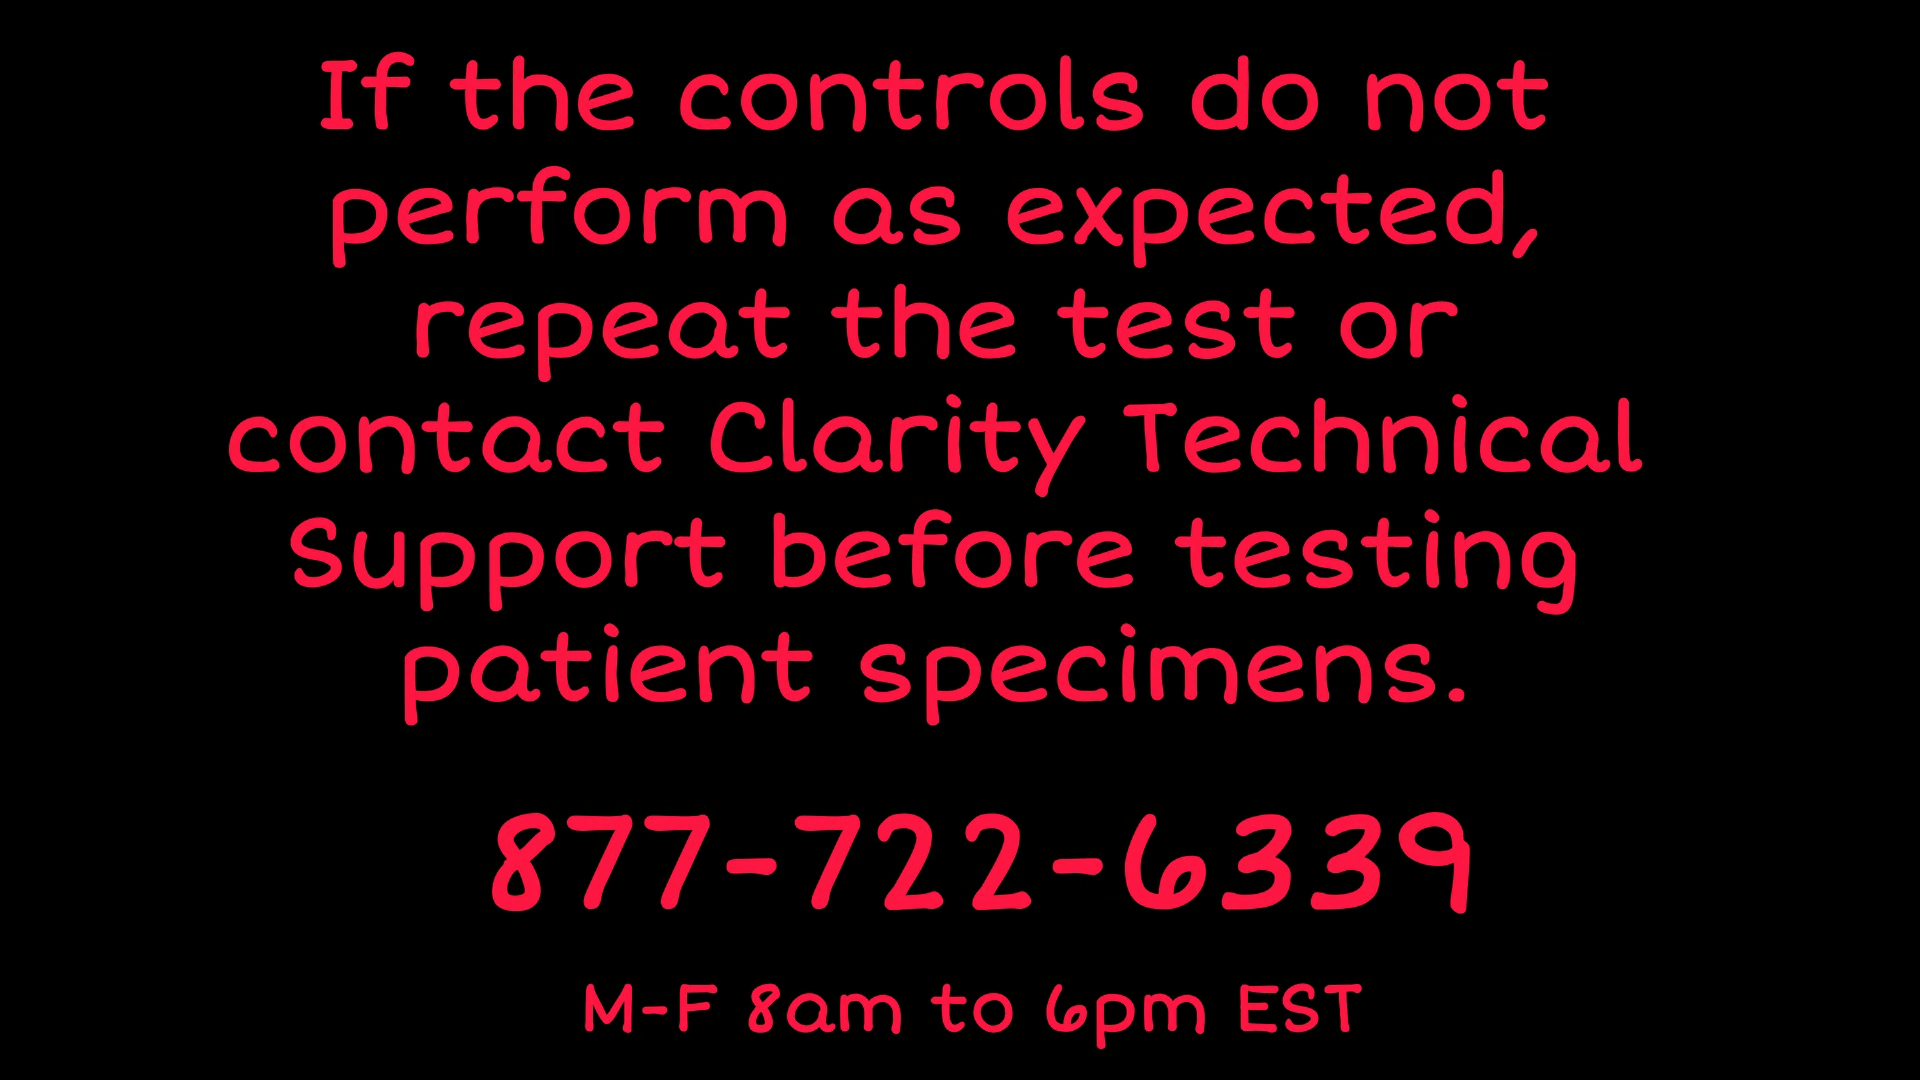 If the controls do not
perform as expected,
repeat the test or
contact Clarity Technical
Support before testing
patient specimens.
877-722-6339
M-F 8am to 6pm EST